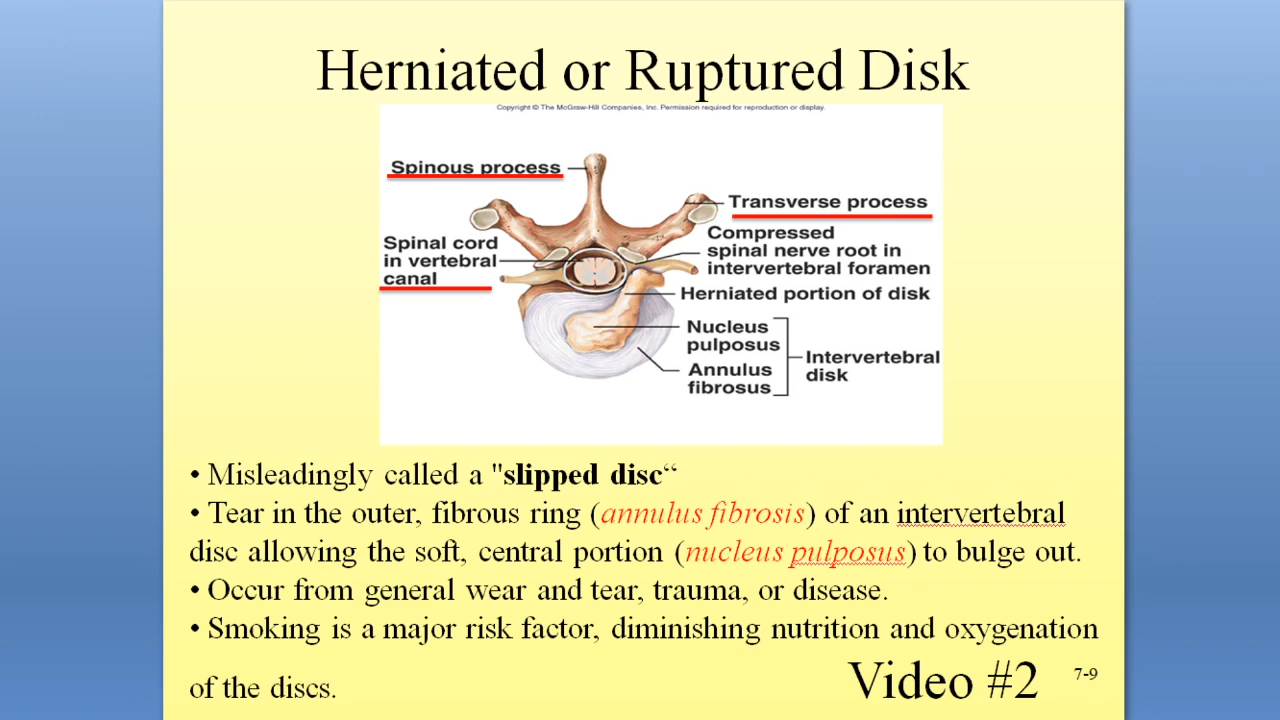 Herniated or Ruptured Disk
Copyright © The McGraw-Hill Companies, Inc. Permission required for reproduction or display.
Spinous process
Transverse process
Spinal cord
in vertebral
canal
Compressed
spinal nerve root in
intervertebral foramen
Herniated portion of disk
Nucleus
pulposus
Annulus
fibrosus
Intervertebral
disk
• Misleadingly called a "slipped disc“
• Tear in the outer, fibrous ring (annulus fibrosis) of an intervertebral
disc allowing the soft, central portion (nucleus pulposus) to bulge out.
• Occur from general wear and tear, trauma, or disease.
• Smoking is a major risk factor, diminishing nutrition and oxygenation
of the discs.
Video #2
7-9